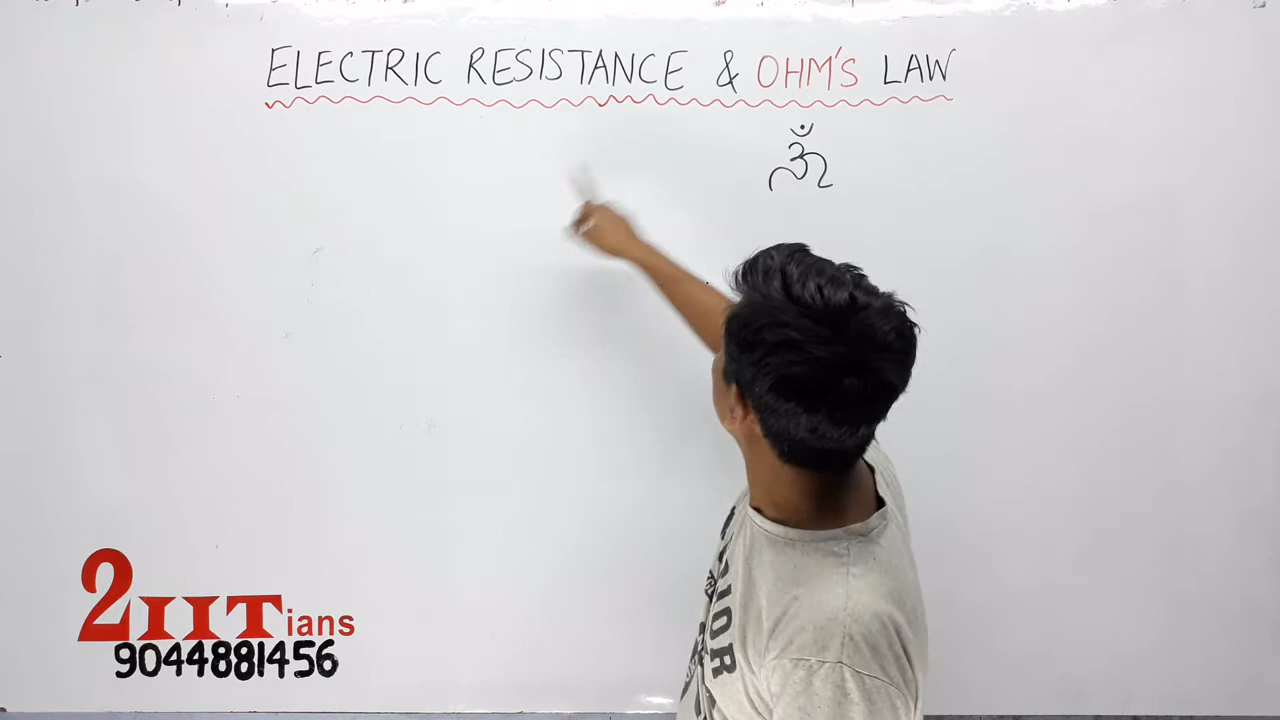 ELECTRIC RESISTANCE & OHM'S LAW
ॐ
2IITians
9044881456